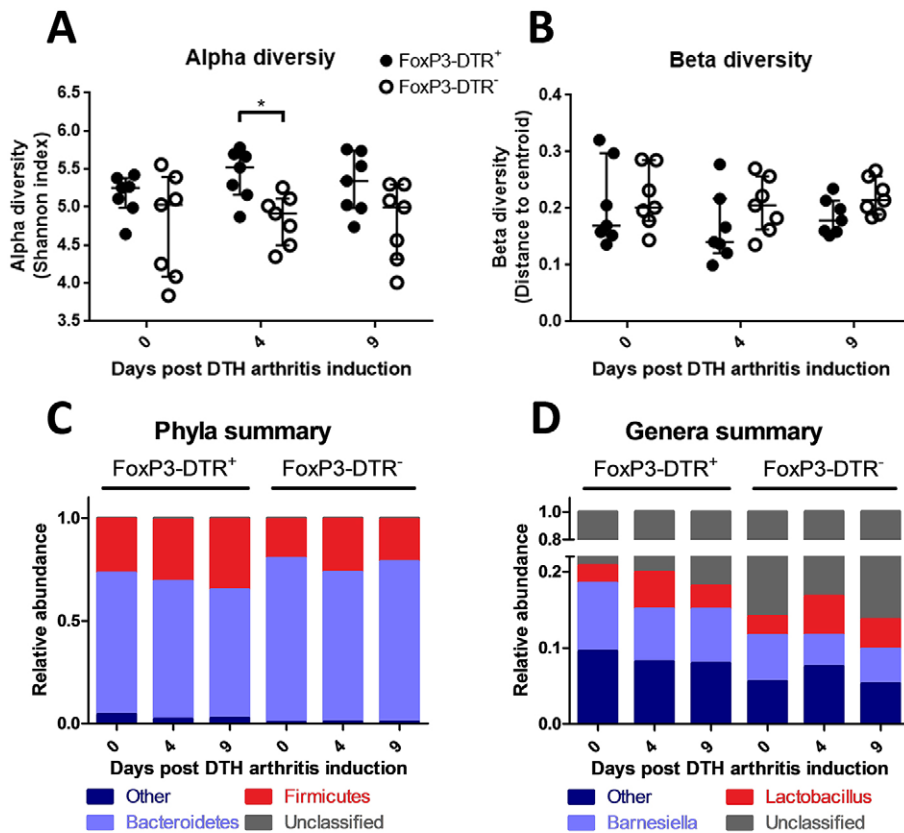 A
Alpha diversiy
FoxP3-DTR+
FoxP3-DTR-
Alpha diversity
(Shannon index)
6.5
6.0
5.5
5.0
4.5
4.0
3.5
*
0
4
9
Days post DTH arthritis induction
B
Beta diversity
Beta diversity
(Distance to centroid)
0.4
0.3
0.2
0.1
0.0
0
4
9
Days post DTH arthritis induction
C
Phyla summary
FoxP3-DTR+
FoxP3-DTR-
Relative abundance
1.0
0.5
0.0
0
4
9
0
4
9
Days post DTH arthritis induction
Other
Firmicutes
Bacteroidetes
Unclassified
D
Genera summary
FoxP3-DTR+
FoxP3-DTR-
Relative abundance
1.0
0.8
0.2
0.1
0.0
0
4
9
0
4
9
Days post DTH arthritis induction
Other
Lactobacillus
Barnesiella
Unclassified